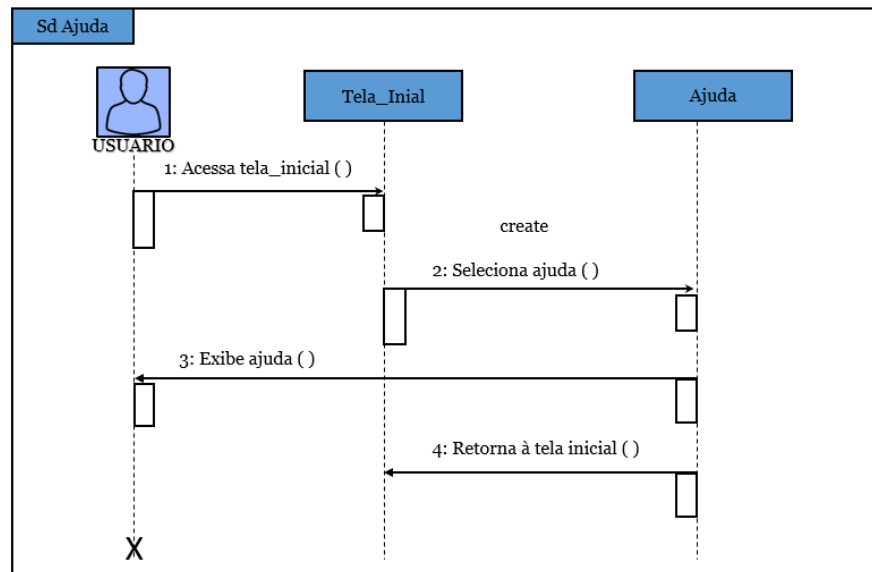 Sd Ajuda
USUARIO
Tela_Inial
Ajuda
1: Acessa tela_inicial ( )
create
2: Seleciona ajuda ( )
3: Exibe ajuda ( )
4: Retorna à tela inicial ( )
X